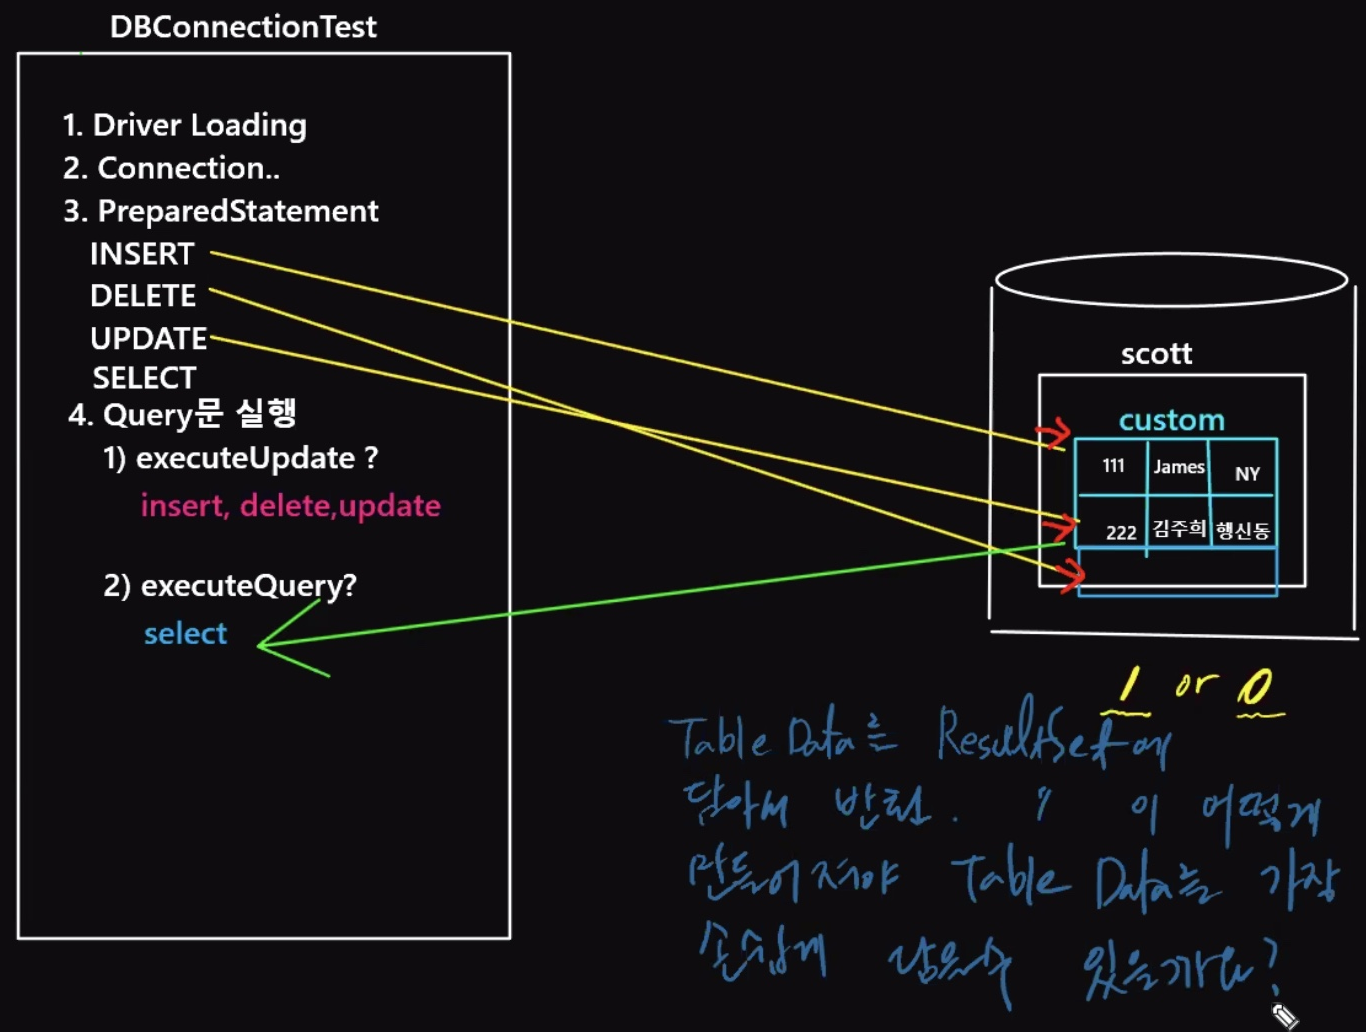 DBConnectionTest
1. Driver Loading
2. Connection..
3. PreparedStatement
INSERT
DELETE
UPDATE
SELECT
4. Query문 실행
1) executeUpdate ?
insert, delete,update
2) executeQuery?
select
scott
custom
111 James NY
222 김주희 행신동
1 or 0
Table Data를 ResultSet에
담아서 반환. 〃 이 어떻게
만들어져야 Table Data를 가장
손쉽게 담을수 있을까요?